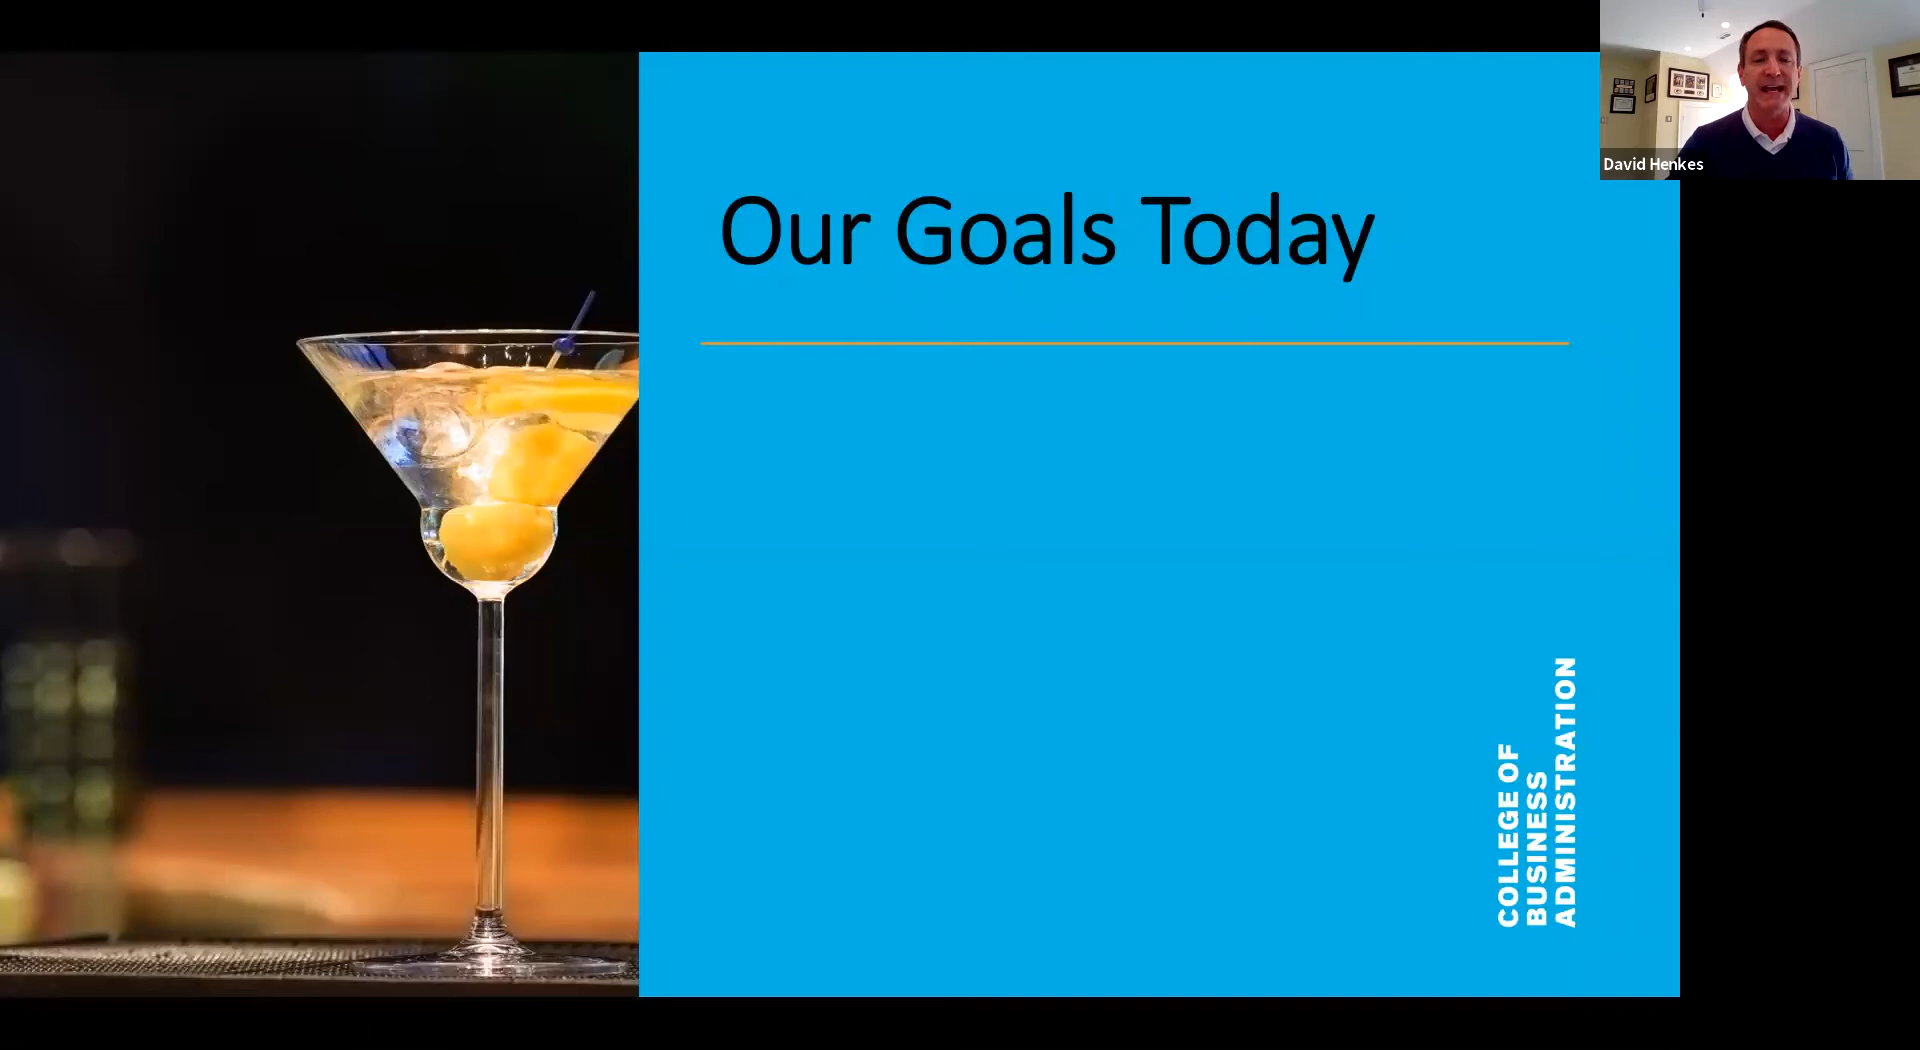 David Henkes
Our Goals Today
COLLEGE OF
BUSINESS
ADMINISTRATION